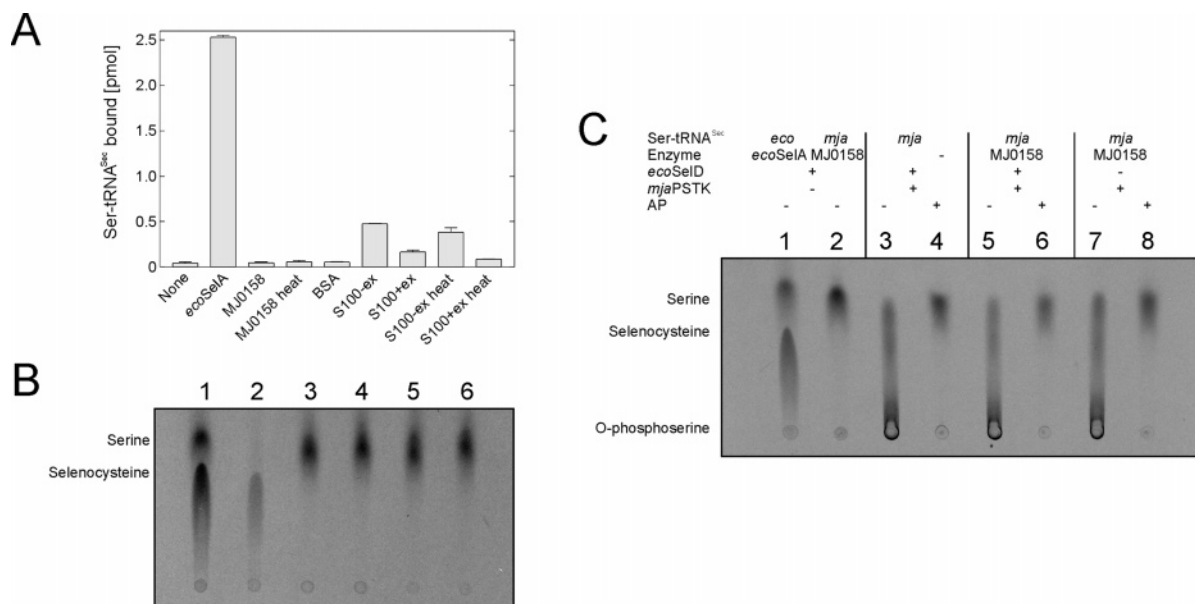 A
Ser-tRNA^Sec bound [pmol]
2.5
2.0
1.5
1.0
0.5
0
None
ecoSelA
MJ0158
MJ0158 heat
BSA
S100-ex
S100+ex
S100-ex heat
S100+ex heat
B
1 2 3 4 5 6
Serine
Selenocysteine
C
Ser-tRNA^Sec eco mja mja mja mja
Enzyme ecoSelA MJ0158 - MJ0158 MJ0158
ecoSelD + + + -
mjaPSTK - + + +
AP - - + - + - +
1 2 3 4 5 6 7 8
Serine
Selenocysteine
O-phosphoserine